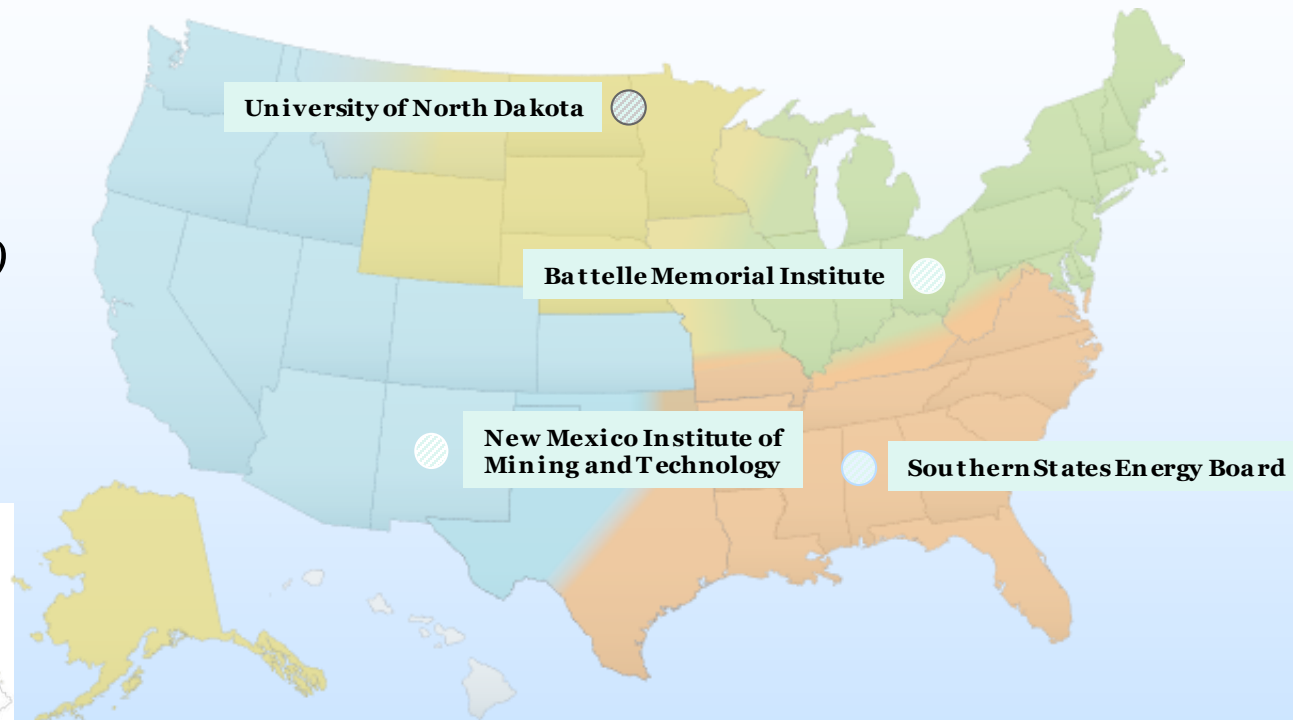 University of North Dakota
)
Battelle Memorial Institute
New Mexico Institute of
Mining and Technology
Southern States Energy Board